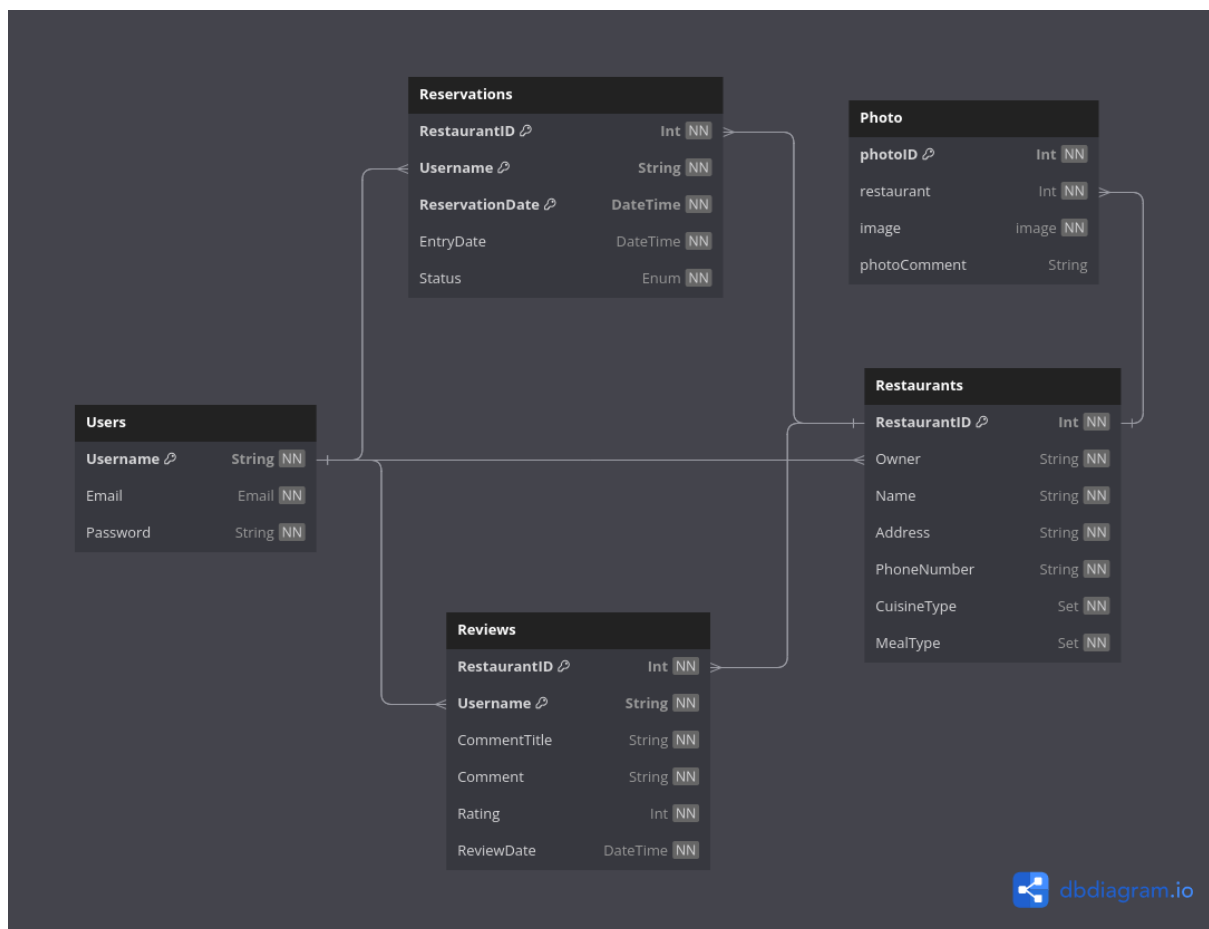 Reservations
RestaurantID Int NN
Username String NN
ReservationDate DateTime NN
EntryDate DateTime NN
Status Enum NN
Photo
photoID Int NN
restaurant Int NN
image image NN
photoComment String
Users
Username String NN
Email Email NN
Password String NN
Restaurants
RestaurantID Int NN
Owner String NN
Name String NN
Address String NN
PhoneNumber String NN
CuisineType Set NN
MealType Set NN
Reviews
RestaurantID Int NN
Username String NN
CommentTitle String NN
Comment String NN
Rating Int NN
ReviewDate DateTime NN
dbdiagram.io